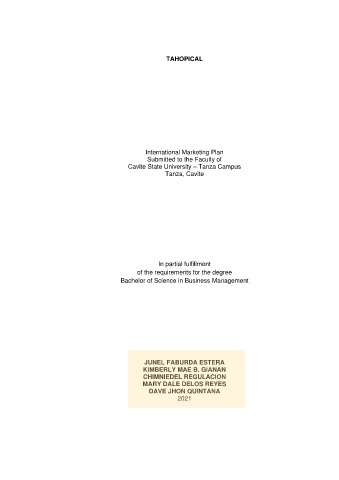 TAHOPICAL
International Marketing Plan
Submitted to the Faculty of
Cavite State University – Tanza Campus
Tanza, Cavite
In partial fulfillment
of the requirements for the degree
Bachelor of Science in Business Management
JUNEL FABURDA ESTERA
KIMBERLY MAE B. GIANAN
CHIMNIEDEL REGULACION
MARY DALE DELOS REYES
DAVE JHON QUINTANA
2021